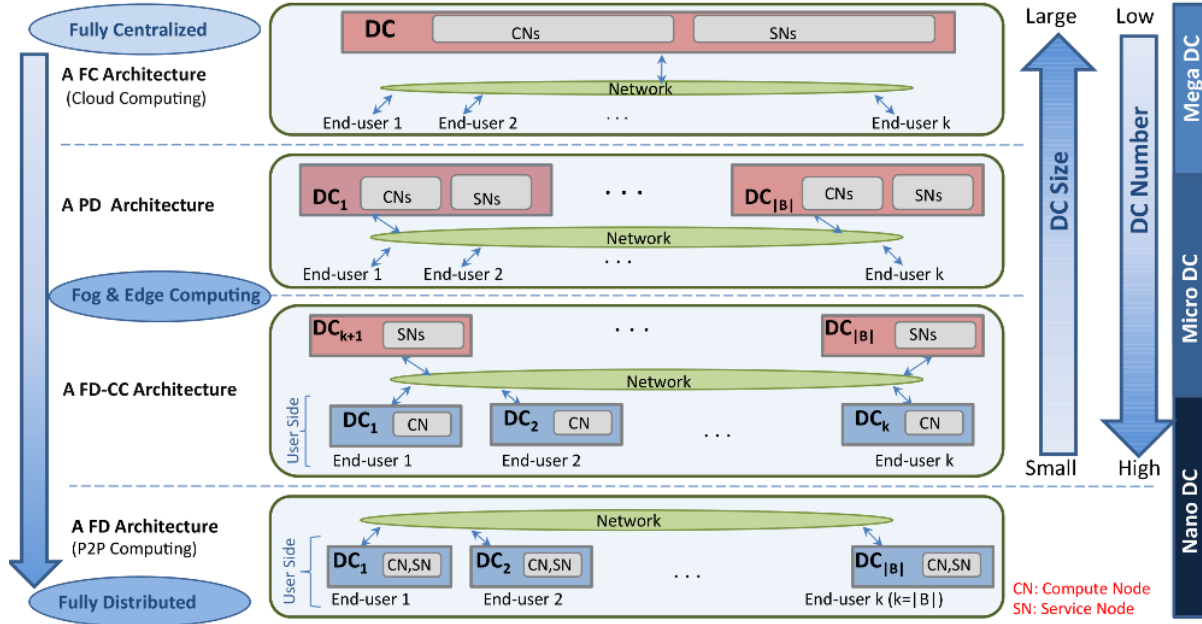 Fully Centralized
A FC Architecture
(Cloud Computing)
DC
CNs
SNs
Network
End-user 1
End-user 2
. . .
End-user k
A PD Architecture
DC₁
CNs
SNs
. . .
DC|B|
CNs
SNs
Network
End-user 1
End-user 2
. . .
End-user k
Fog & Edge Computing
A FD-CC Architecture
DCk+1
SNs
. . .
DC|B|
SNs
Network
User Side
DC₁
CN
DC₂
CN
. . .
DCk
CN
End-user 1
End-user 2
End-user k
A FD Architecture
(P2P Computing)
Network
User Side
DC₁
CN,SN
DC₂
CN,SN
. . .
DC|B|
CN,SN
End-user 1
End-user 2
End-user k (k=|B|)
Fully Distributed
Large
DC Size
Small
Low
DC Number
High
Mega DC
Micro DC
Nano DC
CN: Compute Node
SN: Service Node